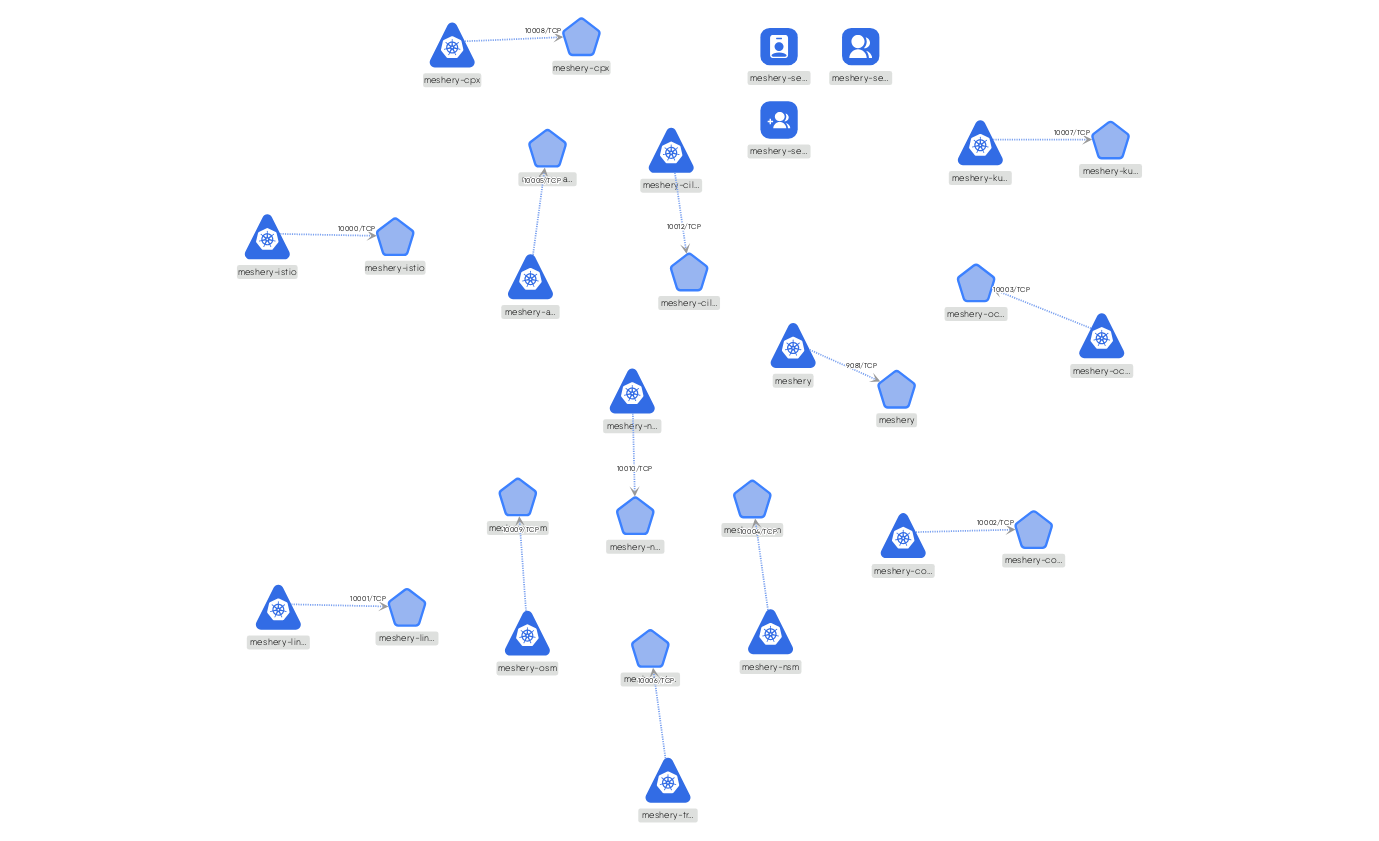 10008/TCP
meshery-cpx
meshery-cpx
meshery-se...
meshery-se...
meshery-se...
10007/TCP
meshery-ku...
meshery-ku...
10005/TCP
meshery-cil...
10012/TCP
meshery-cil...
10000/TCP
meshery-istio
meshery-istio
meshery-a...
10003/TCP
meshery-oc...
meshery-oc...
9081/TCP
meshery
meshery
meshery-n...
10010/TCP
meshery-n...
10009/TCP
meshery-osm
10004/TCP
meshery-nsm
10002/TCP
meshery-co...
meshery-co...
10001/TCP
meshery-lin...
meshery-lin...
10006/TCP
meshery-tr...